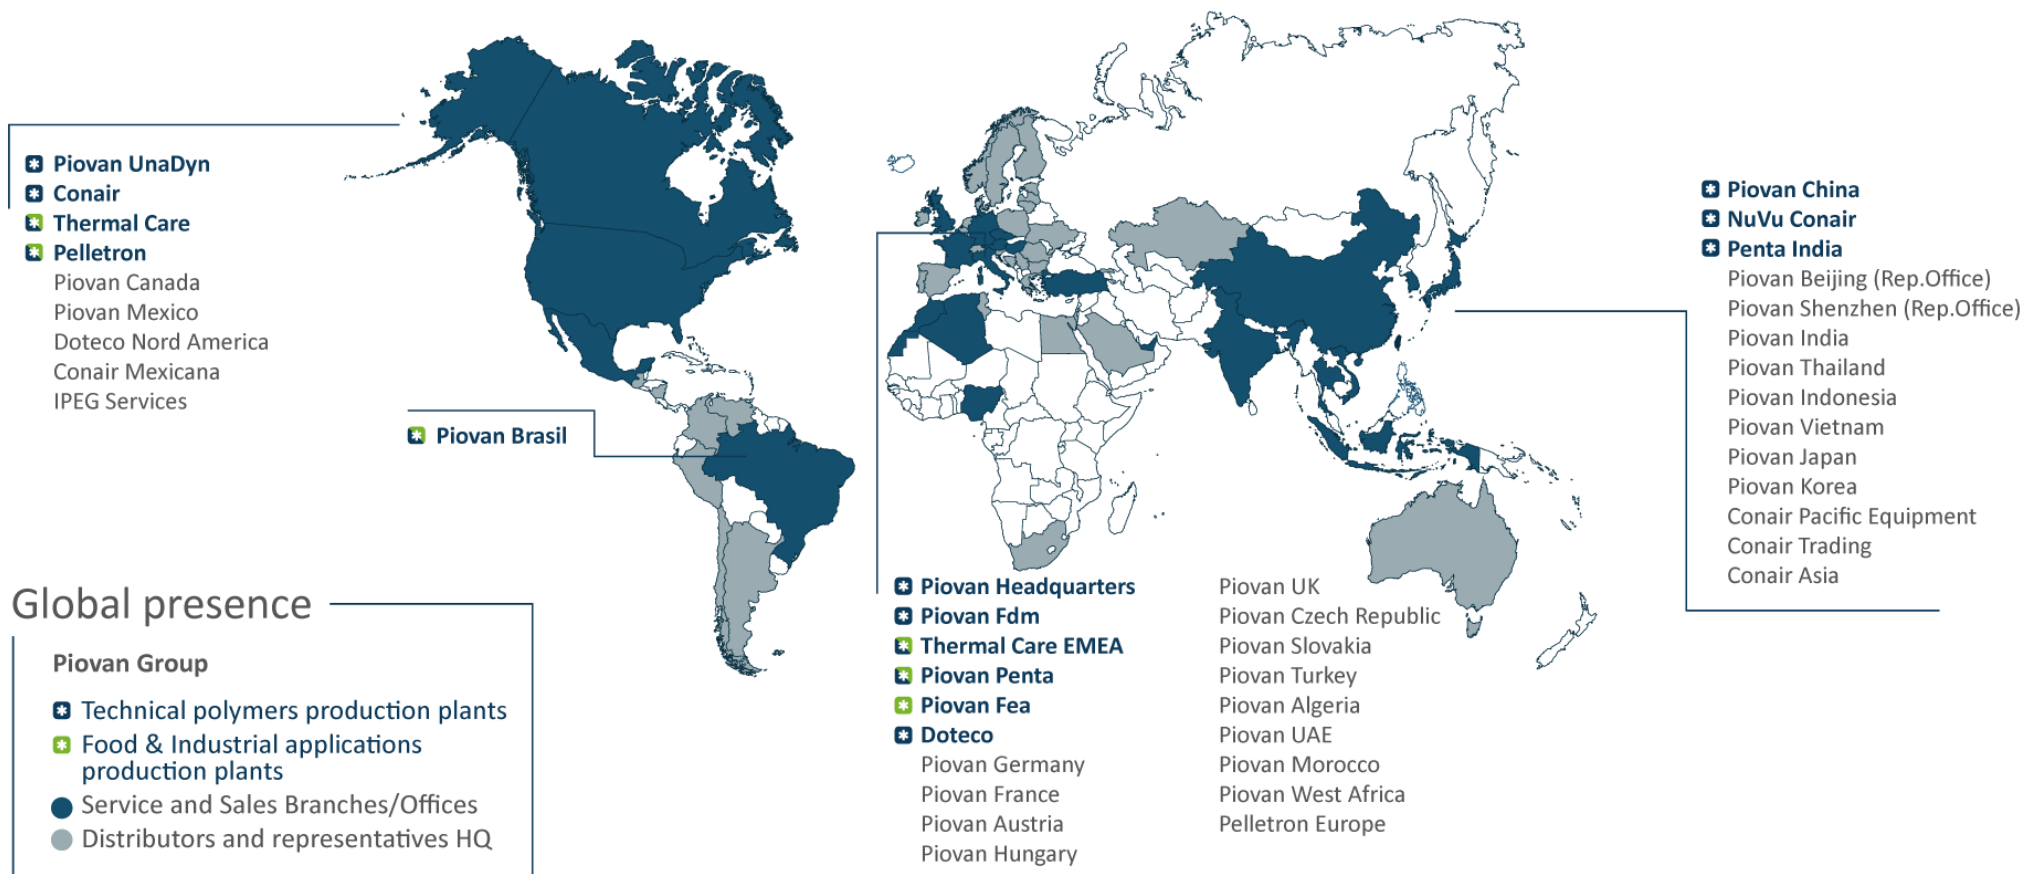 Piovan UnaDyn
Conair
Thermal Care
Pelletron
Piovan Canada
Piovan Mexico
Doteco Nord America
Conair Mexicana
IPEG Services
Piovan Brasil
Global presence
Piovan Group
Technical polymers production plants
Food & Industrial applications
production plants
Service and Sales Branches/Offices
Distributors and representatives HQ
Piovan Headquarters
Piovan Fdm
Thermal Care EMEA
Piovan Penta
Piovan Fea
Doteco
Piovan Germany
Piovan France
Piovan Austria
Piovan Hungary
Piovan UK
Piovan Czech Republic
Piovan Slovakia
Piovan Turkey
Piovan Algeria
Piovan UAE
Piovan Morocco
Piovan West Africa
Pelletron Europe
Piovan China
NuVu Conair
Penta India
Piovan Beijing (Rep.Office)
Piovan Shenzhen (Rep.Office)
Piovan India
Piovan Thailand
Piovan Indonesia
Piovan Vietnam
Piovan Japan
Piovan Korea
Conair Pacific Equipment
Conair Trading
Conair Asia